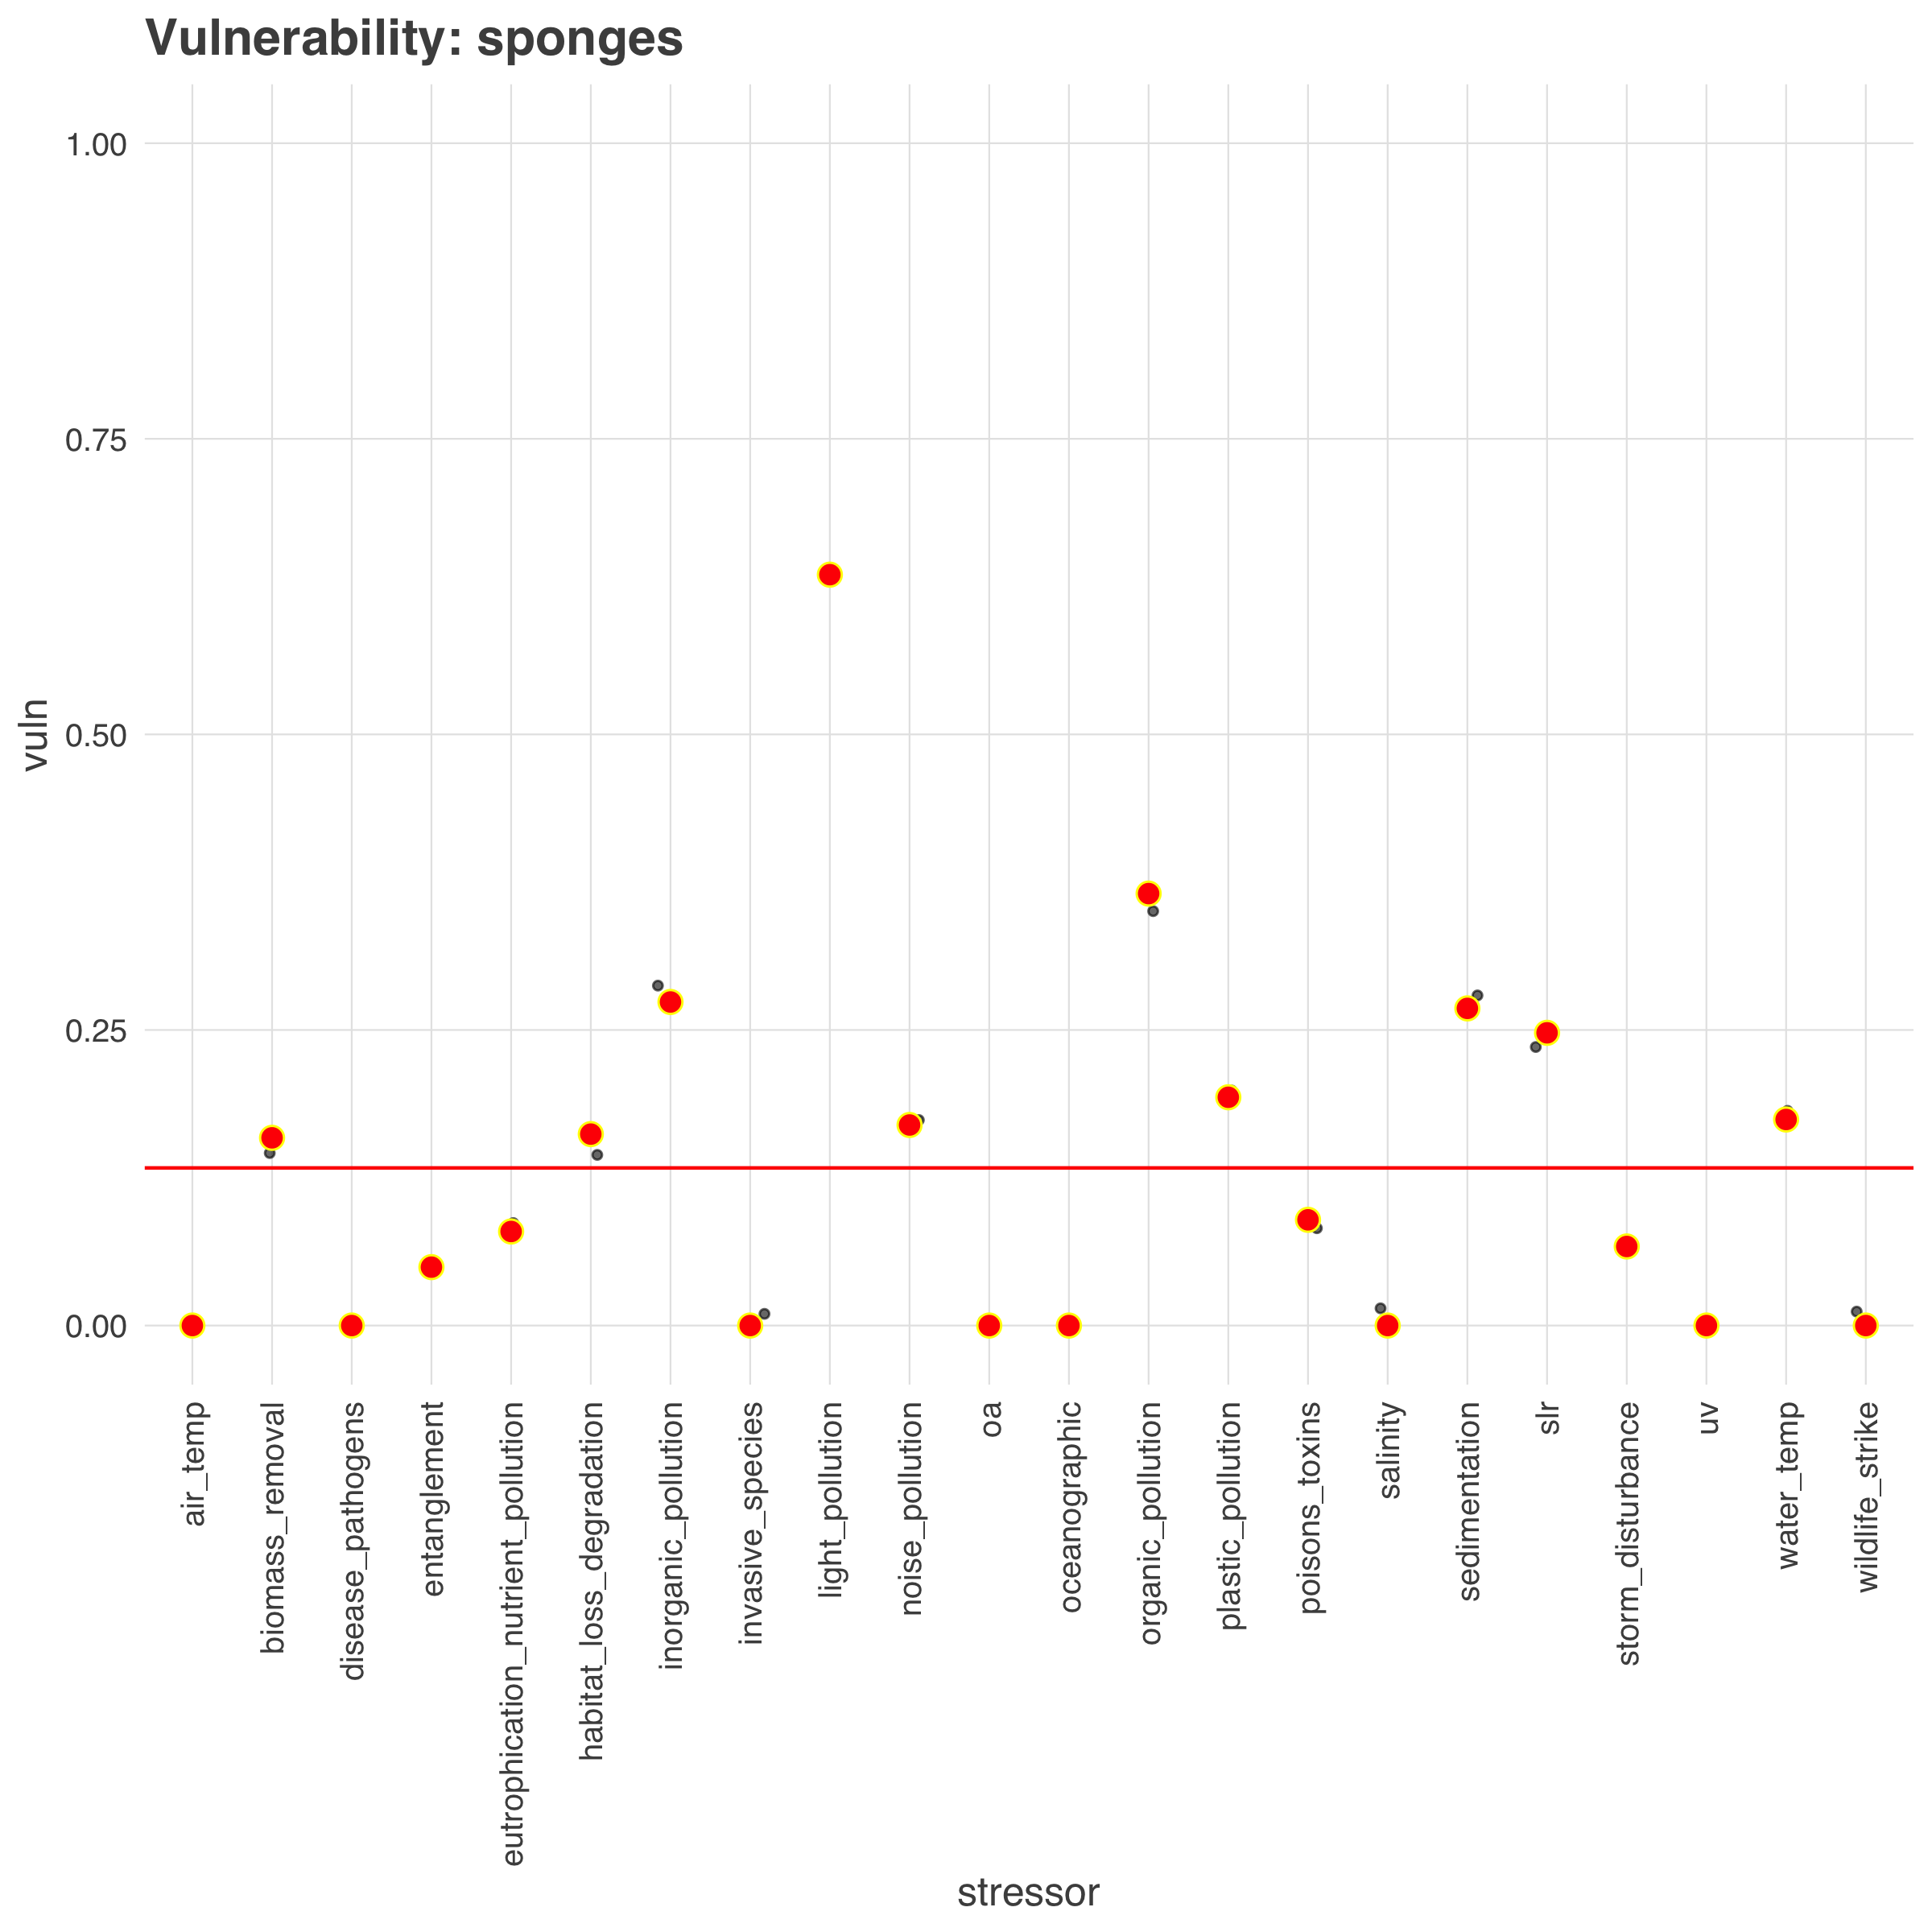 Vulnerability: sponges
1.00
0.75
0.50
0.25
0.00
vuln
air_temp
biomass_removal
disease_pathogens
entanglement
eutrophication_nutrient_pollution
habitat_loss_degradation
inorganic_pollution
invasive_species
light_pollution
noise_pollution
oa
oceanographic
organic_pollution
plastic_pollution
poisons_toxins
salinity
sedimentation
slr
storm_disturbance
uv
water_temp
wildlife_strike
stressor